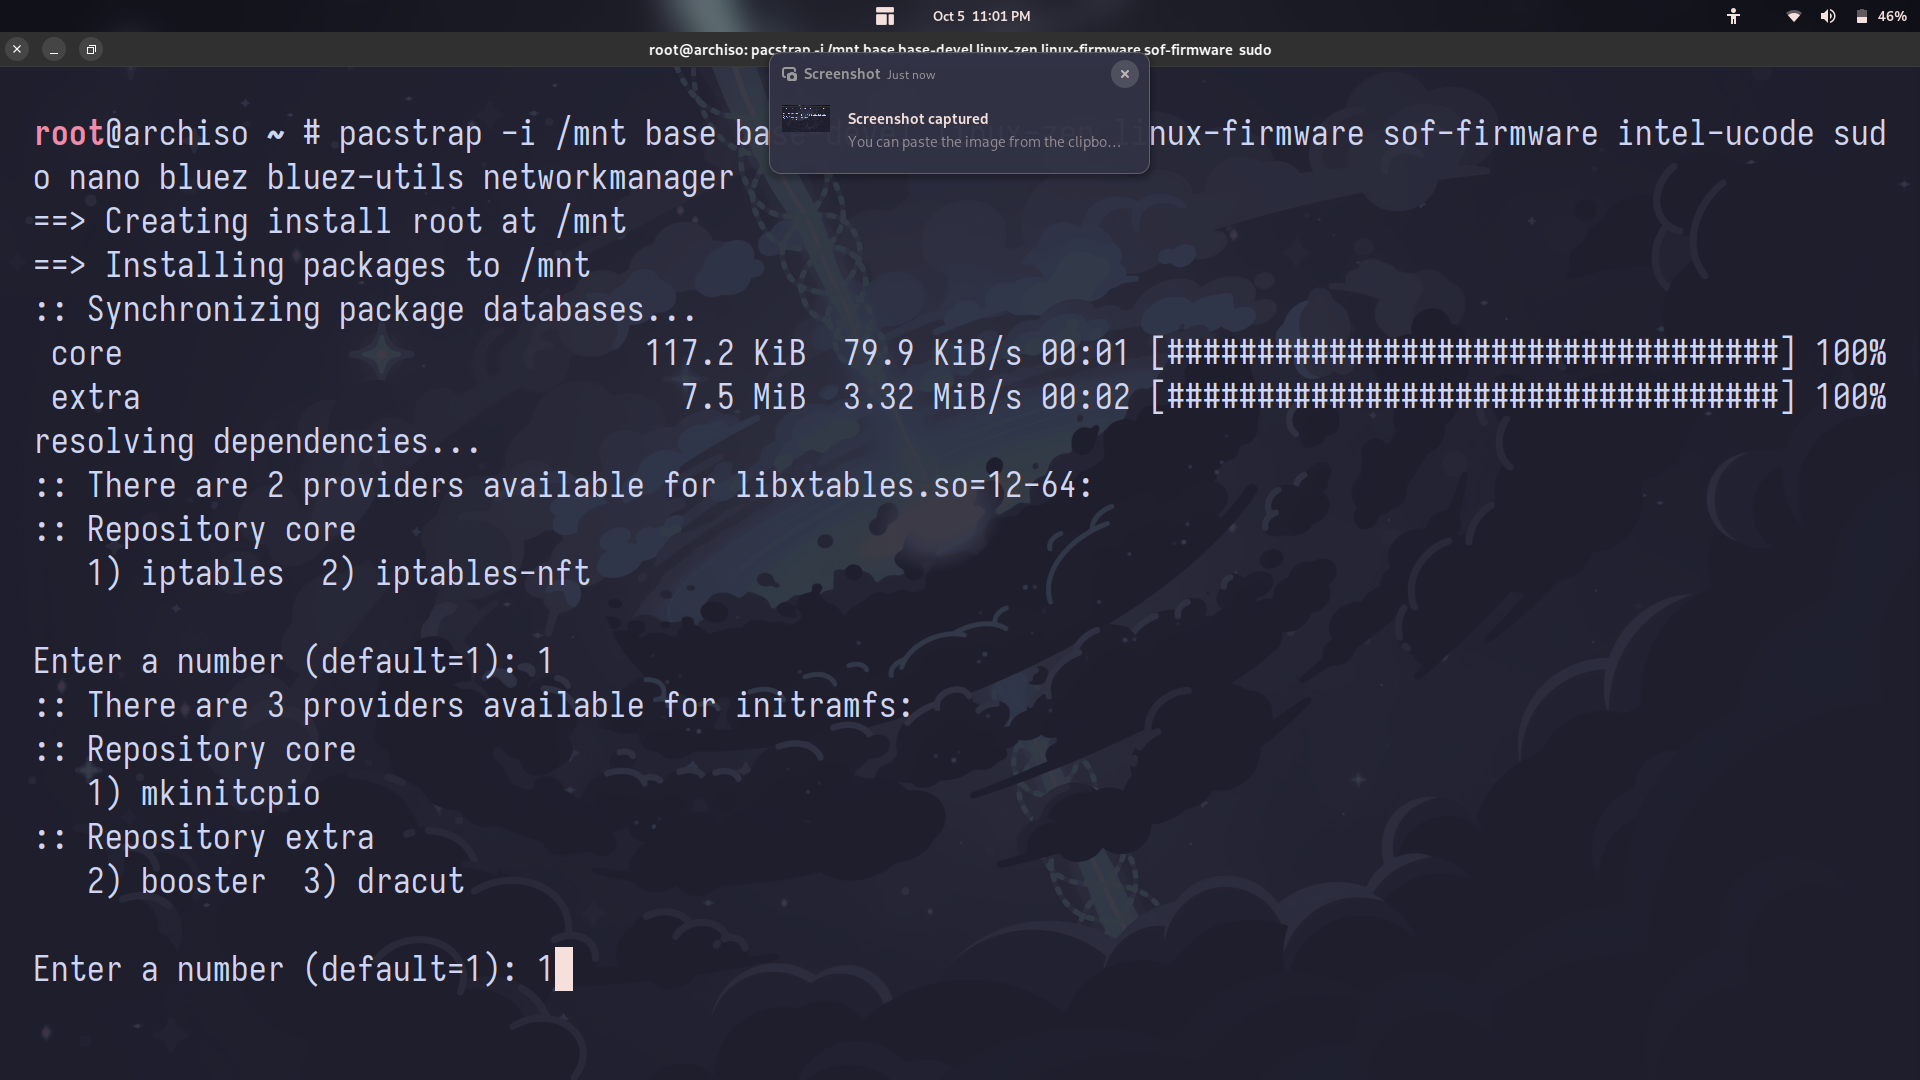 Oct 5 11:01 PM
46%
root@archiso: pacstrap -i /mnt base base-devel linux-zen linux-firmware sof-firmware sudo
Screenshot Just now
Screenshot captured
You can paste the image from the clipbo…
root@archiso ~ # pacstrap -i /mnt base linux-firmware sof-firmware intel-ucode sud
o nano bluez bluez-utils networkmanager
==> Creating install root at /mnt
==> Installing packages to /mnt
:: Synchronizing package databases...
core 117.2 KiB 79.9 KiB/s 00:01 [##################################] 100%
extra 7.5 MiB 3.32 MiB/s 00:02 [##################################] 100%
resolving dependencies...
:: There are 2 providers available for libxtables.so=12-64:
:: Repository core
1) iptables 2) iptables-nft
Enter a number (default=1): 1
:: There are 3 providers available for initramfs:
:: Repository core
1) mkinitcpio
:: Repository extra
2) booster 3) dracut
Enter a number (default=1): 1